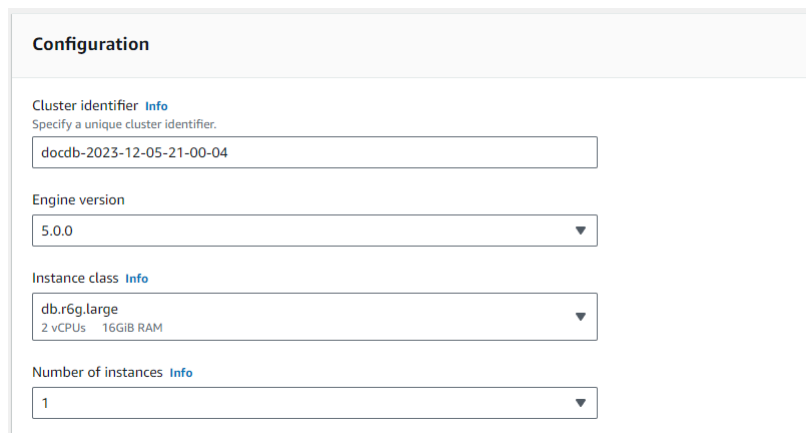 Configuration
Cluster identifier Info
Specify a unique cluster identifier.
docdb-2023-12-05-21-00-04
Engine version
5.0.0
Instance class Info
db.r6g.large
2 vCPUs 16GiB RAM
Number of instances Info
1